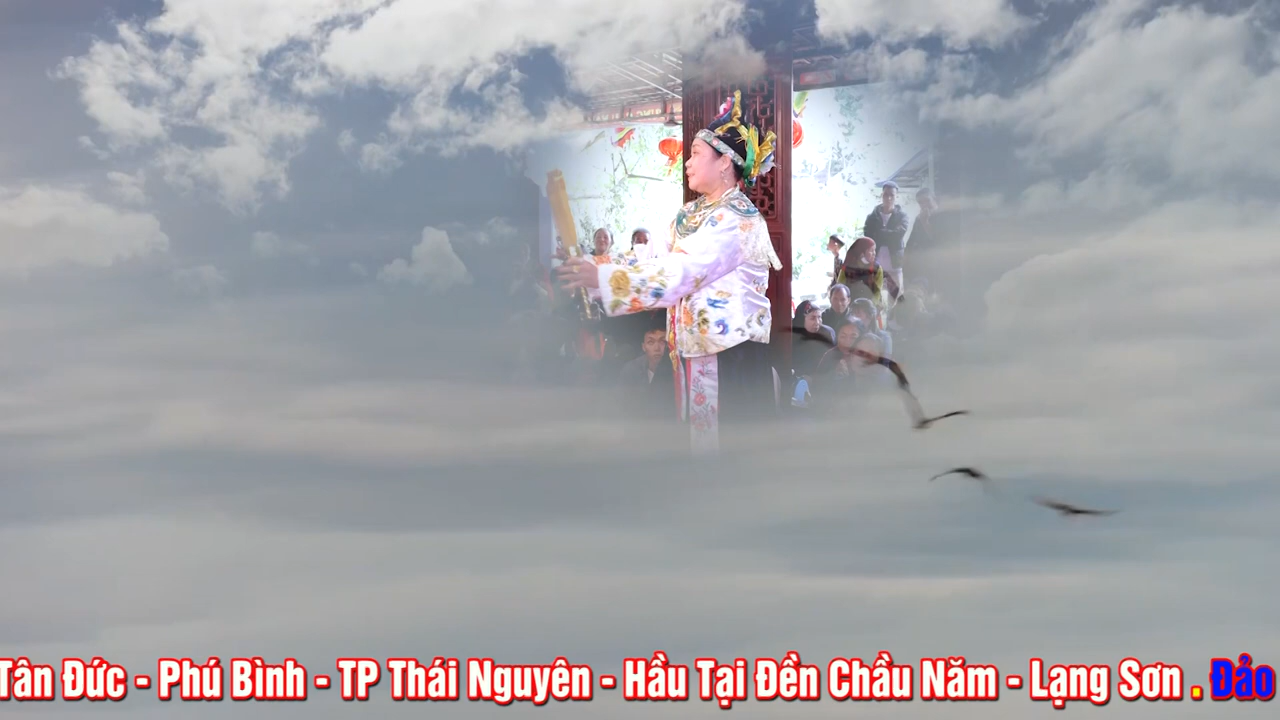 Tân Đức - Phú Bình - TP Thái Nguyên - Hầu Tại Đền Chầu Năm - Lạng Sơn . Đảo